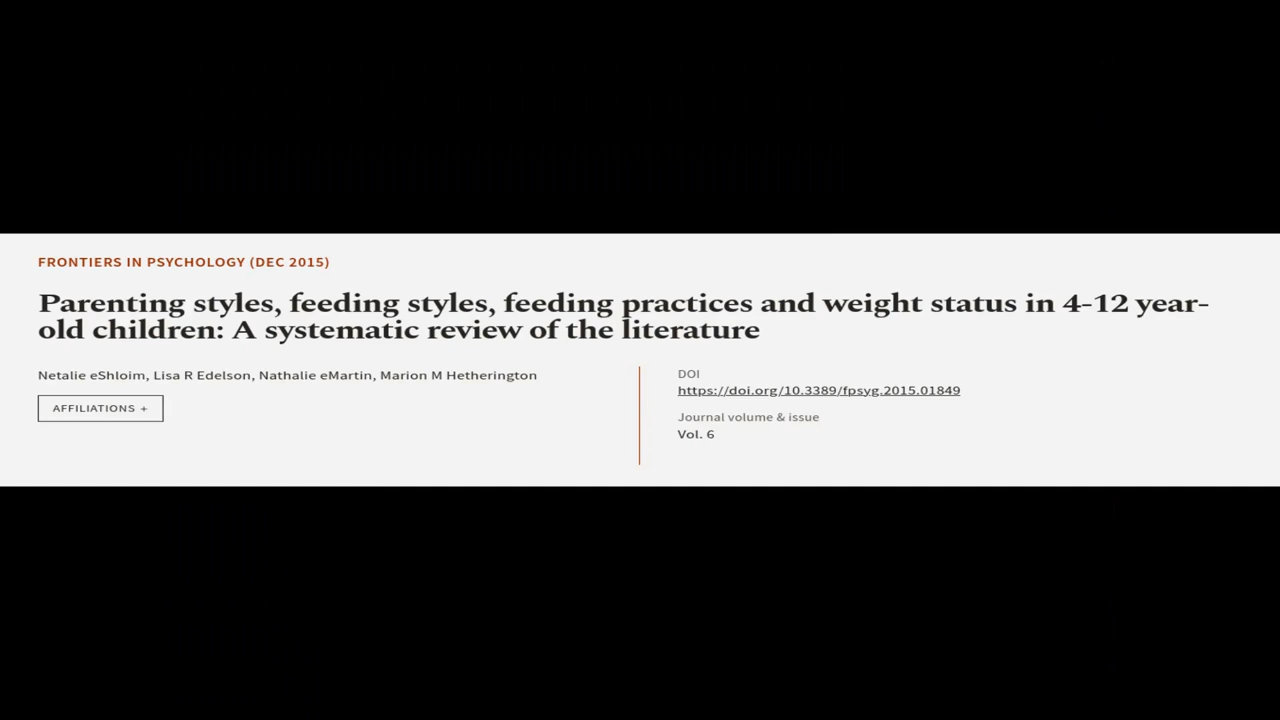 FRONTIERS IN PSYCHOLOGY (DEC 2015)
Parenting styles, feeding styles, feeding practices and weight status in 4-12 year-
old children: A systematic review of the literature
Netalie eShloim, Lisa R Edelson, Nathalie eMartin, Marion M Hetherington
AFFILIATIONS +
DOI
https://doi.org/10.3389/fpsyg.2015.01849
Journal volume & issue
Vol. 6